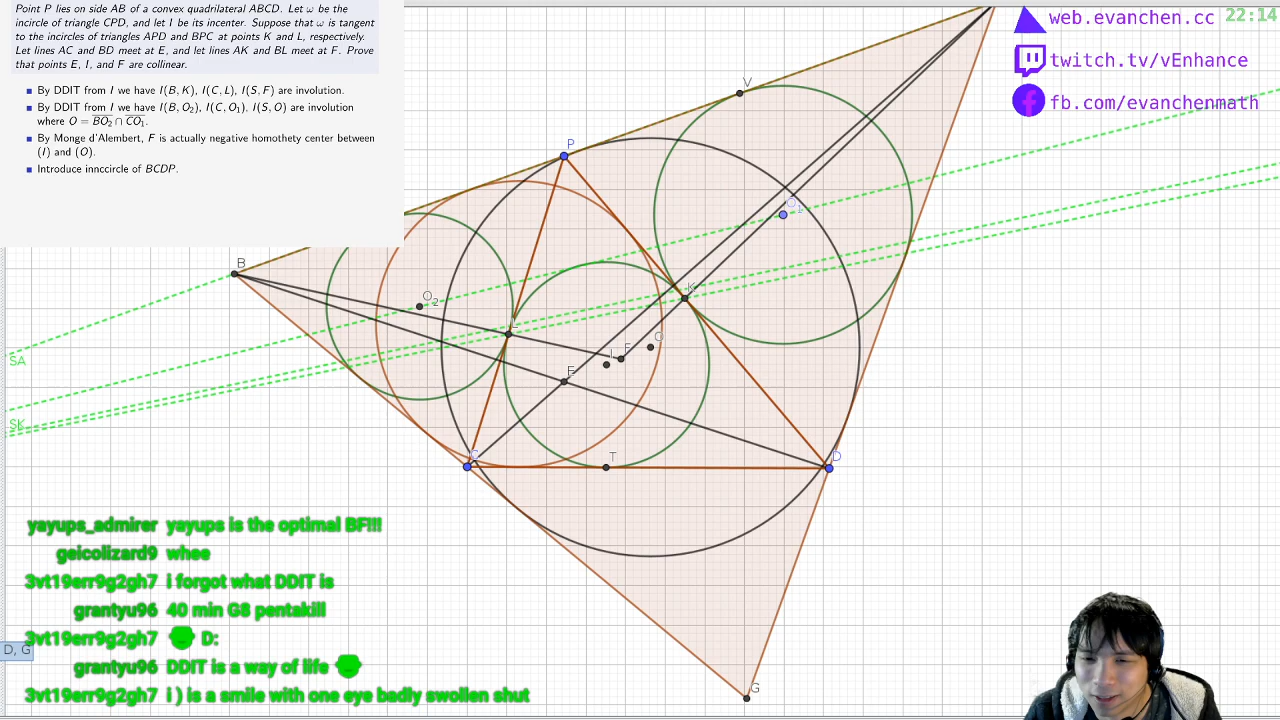 Point P lies on side AB of a convex quadrilateral ABCD. Let ω be the
incircle of triangle CPD, and let I be its incenter. Suppose that ω is tangent
to the incircles of triangles APD and BPC at points K and L, respectively.
Let lines AC and BD meet at E, and let lines AK and BL meet at F. Prove
that points E, I, and F are colinear.
By DDIT from I we have I(B, K), I(C, L), I(S, F) are involution.
By DDIT from I we have I(B, O₂), I(C, O₁), I(S, O) are involution
where O = BO₂ ∩ CO₁.
By Monge d'Alembert, F is actually negative homothety center between
(I) and (O).
Introduce innccircle of BCDP.
web.evanchen.cc 22:14
twitch.tv/vEnhance
fb.com/evanchenmath
V
P
O₁
B
O₂
K
L
O
I F
E
SA
SK
C
T
D
G
D, G
yayups_admirer yayups is the optimal BF!!!
geicolizard9 whee
3vt19err9g2gh7 i forgot what DDIT is
grantyu96 40 min G8 pentakill
3vt19err9g2gh7 D:
grantyu96 DDIT is a way of life
3vt19err9g2gh7 i ) is a smile with one eye badly swollen shut